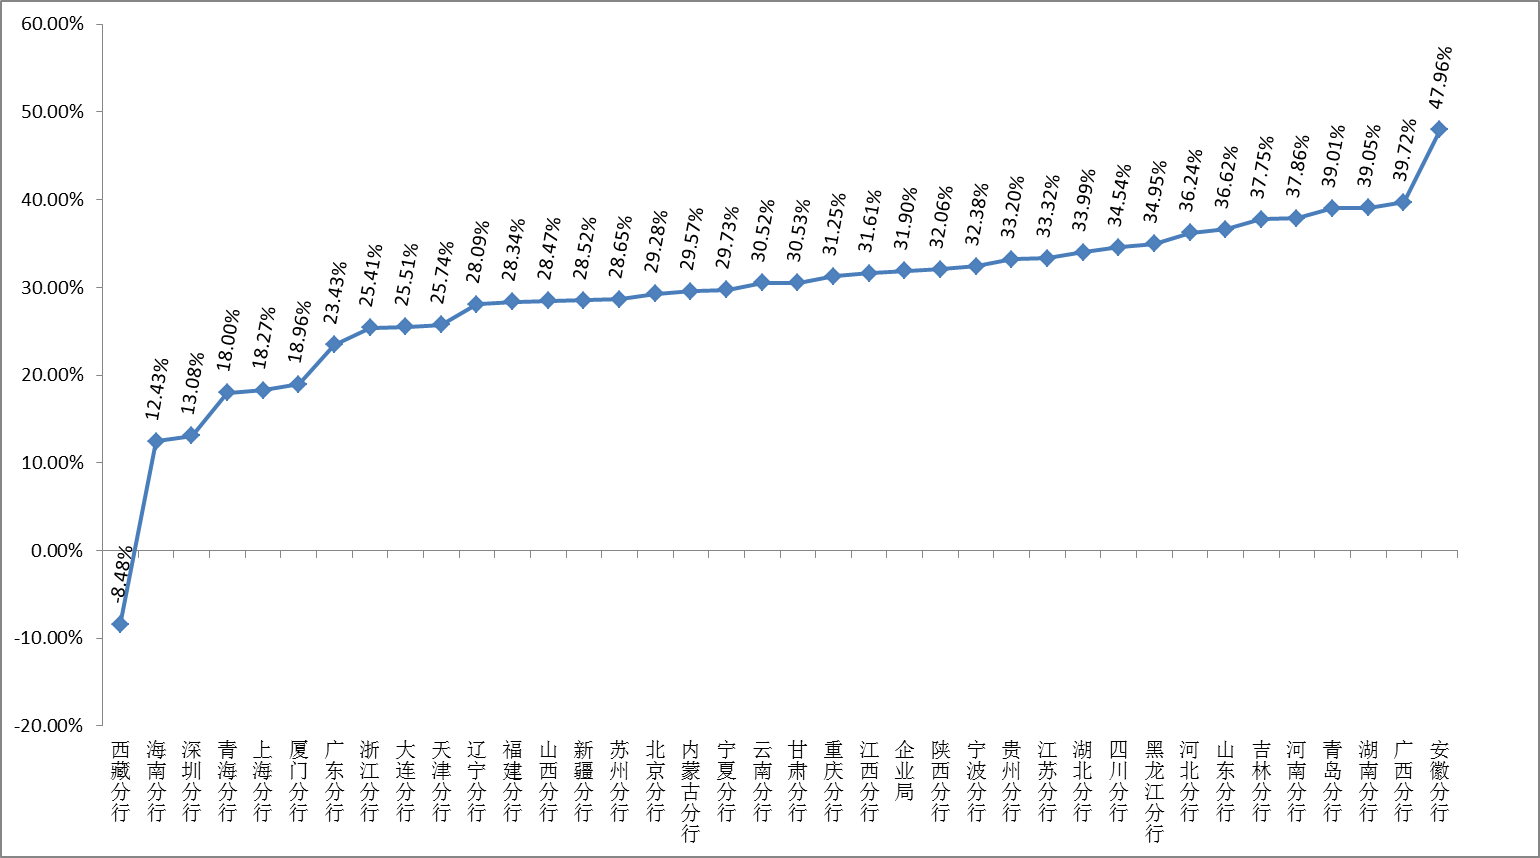 60.00%
50.00%
40.00%
30.00%
20.00%
10.00%
0.00%
-10.00%
-20.00%
-8.48%
12.43%
13.08%
18.00%
18.27%
18.96%
23.43%
25.41%
25.51%
25.74%
28.09%
28.34%
28.47%
28.52%
28.65%
29.28%
29.57%
29.73%
30.52%
30.53%
31.25%
31.61%
31.90%
32.06%
32.38%
33.20%
33.32%
33.99%
34.54%
34.95%
36.24%
36.62%
37.75%
37.86%
39.01%
39.05%
39.72%
47.96%
西藏分行
海南分行
深圳分行
青海分行
上海分行
厦门分行
广东分行
浙江分行
大连分行
天津分行
辽宁分行
福建分行
山西分行
新疆分行
苏州分行
北京分行
内蒙古分行
宁夏分行
云南分行
甘肃分行
重庆分行
江西分行
企业局
陕西分行
宁波分行
贵州分行
江苏分行
湖北分行
四川分行
黑龙江分行
河北分行
山东分行
吉林分行
河南分行
青岛分行
湖南分行
广西分行
安徽分行